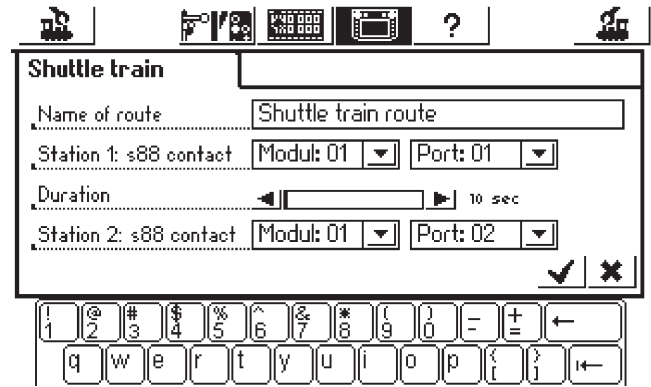 ?
Shuttle train
Name of route Shuttle train route
Station 1: s88 contact Modul: 01 Port: 01
Duration 10 sec
Station 2: s88 contact Modul: 01 Port: 02
! @ # $ % ^ & * ( ) _ +
1 2 3 4 5 6 7 8 9 0 - = ←
q w e r t y u i o p { }
[ ] ←